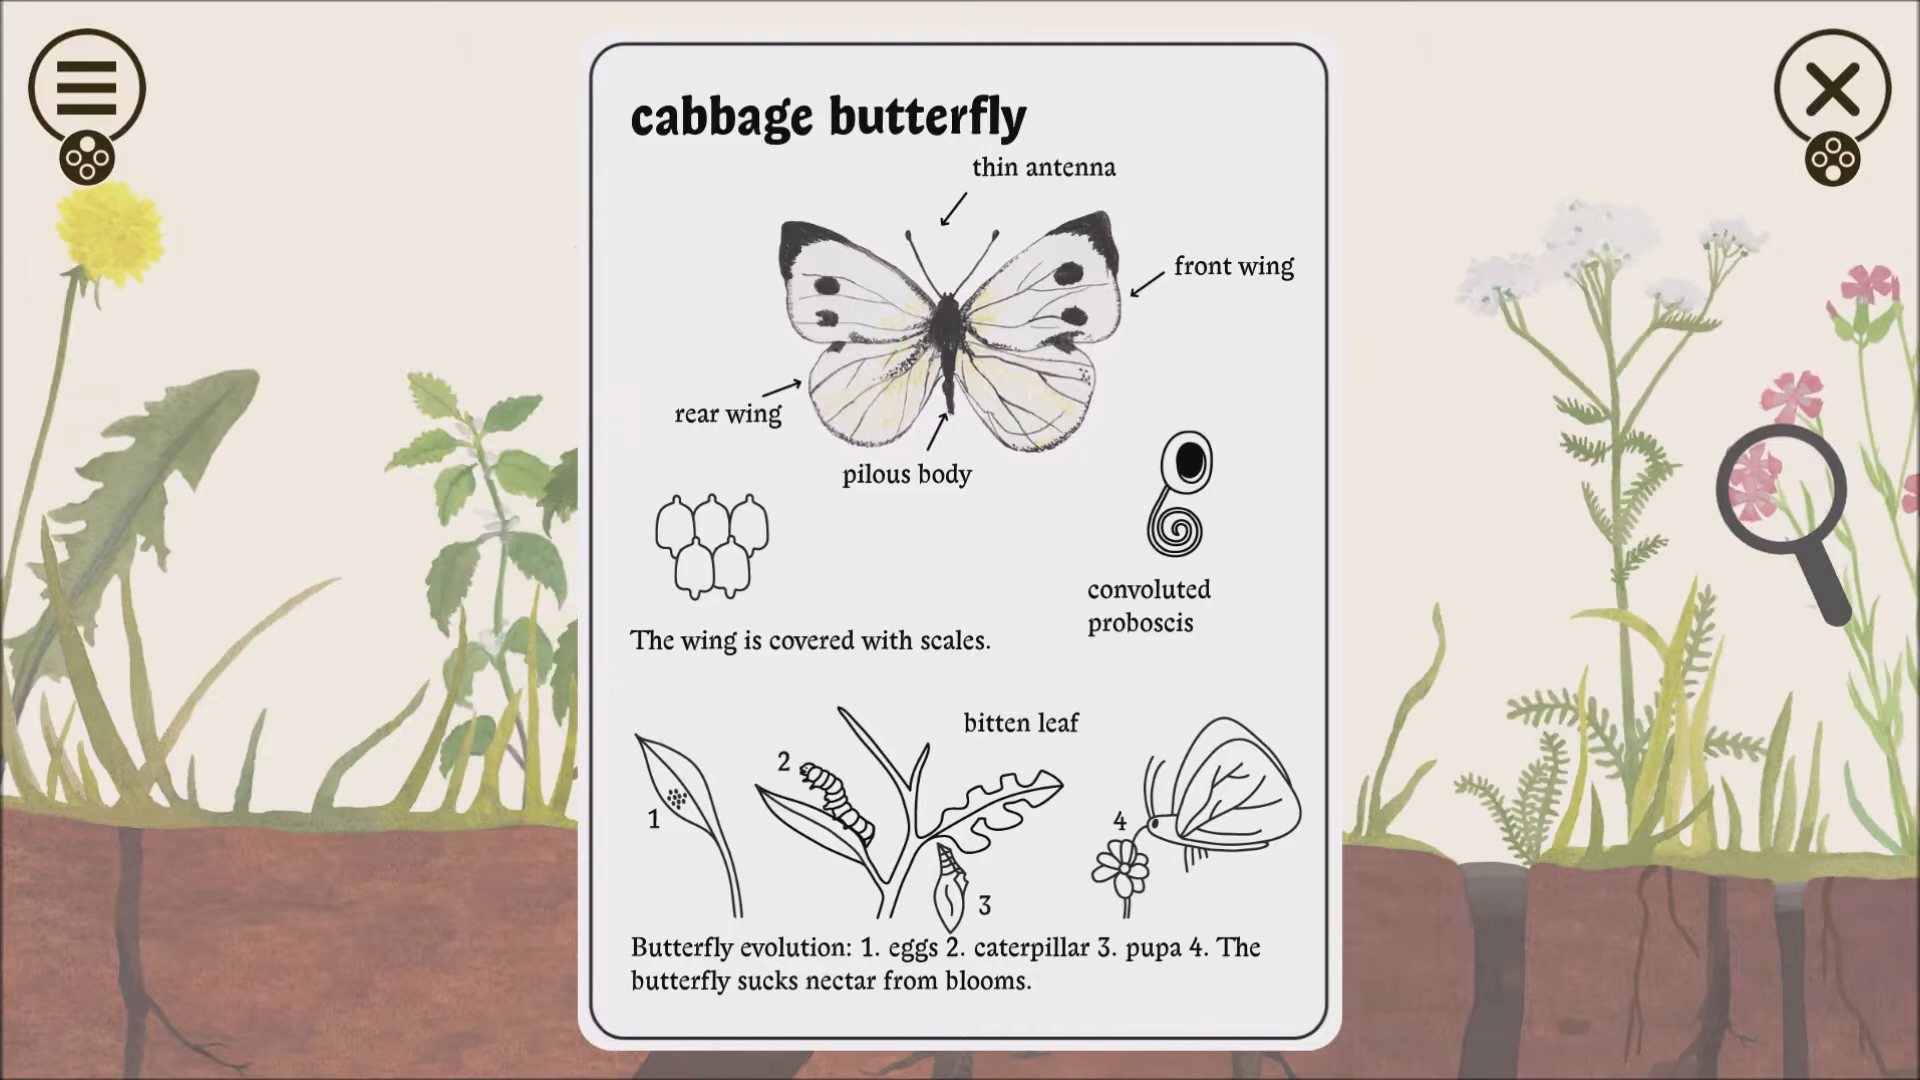 cabbage butterfly
thin antenna
front wing
rear wing
pilous body
convoluted
proboscis
The wing is covered with scales.
bitten leaf
2
1
4
3
Butterfly evolution: 1. eggs 2. caterpillar 3. pupa 4. The
butterfly sucks nectar from blooms.